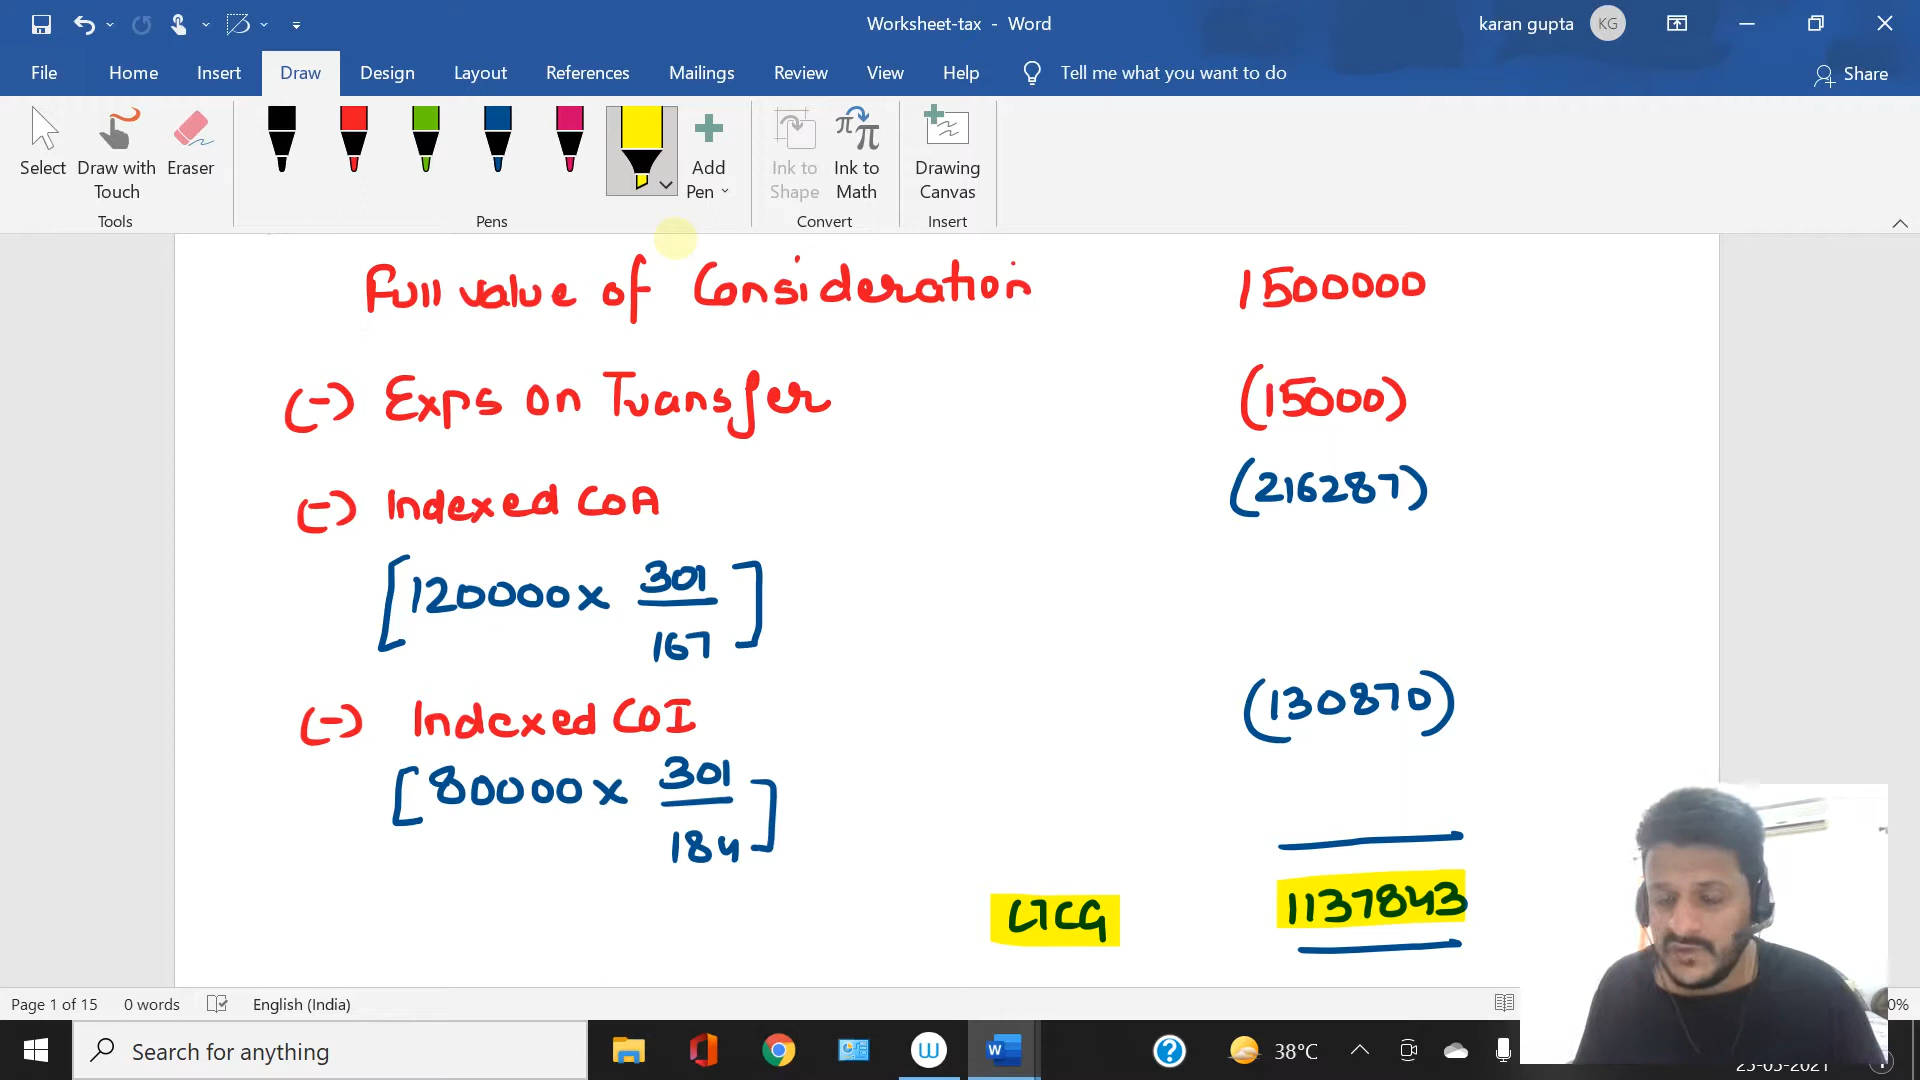 Worksheet-tax - Word
karan gupta KG
File Home Insert Draw Design Layout References Mailings Review View Help Tell me what you want to do Share
Select Draw with Touch Eraser
Add Pen
Ink to Shape Ink to Math
Drawing Canvas
Tools Pens Convert Insert
Full value of Consideration 1500000
(-) Exps on Transfer (15000)
(-) Indexed COA (216287)
[120000 x 301/167]
(-) Indexed COI (130870)
[80000 x 301/184]
LTCG 1137843
Page 1 of 15 0 words English (India) 0%
Search for anything 38°C